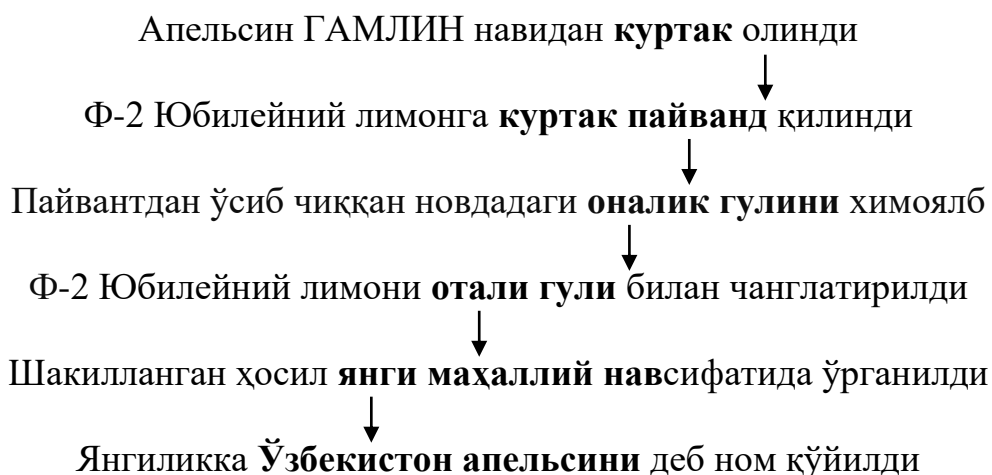 Апельсин ГАМЛИН навидан куртак олинди
Ф-2 Юбилейний лимонга куртак пайванд қилинди
Пайвантдан ўсиб чиққан новдадаги оналик гулини химоялб
Ф-2 Юбилейний лимони отали гули билан чанглатирилди
Шакилланган ҳосил янги маҳаллий навсифатида ўрганилди
Янгиликка Ўзбекистон апельсини деб ном қўйилди